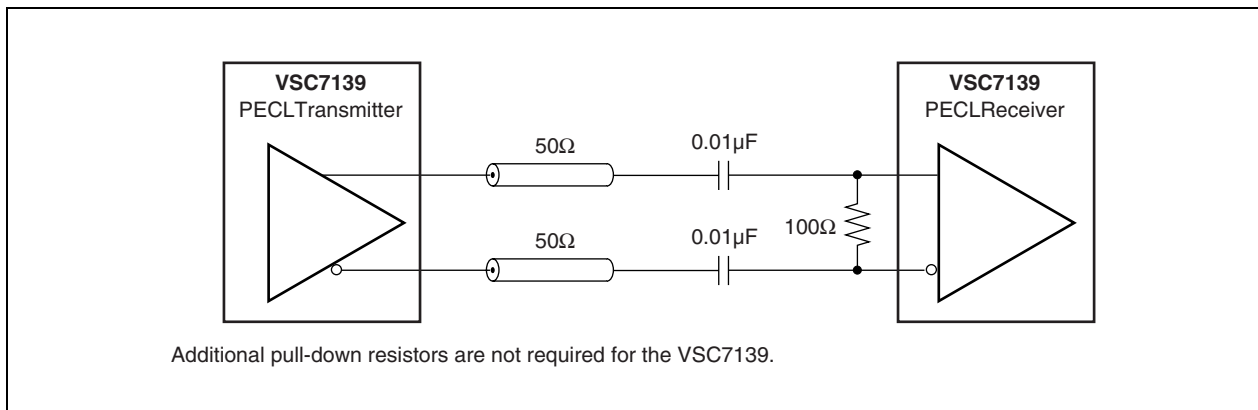 VSC7139
PECLTransmitter
VSC7139
PECLReceiver
50Ω
0.01µF
100Ω
50Ω
0.01µF
Additional pull-down resistors are not required for the VSC7139.